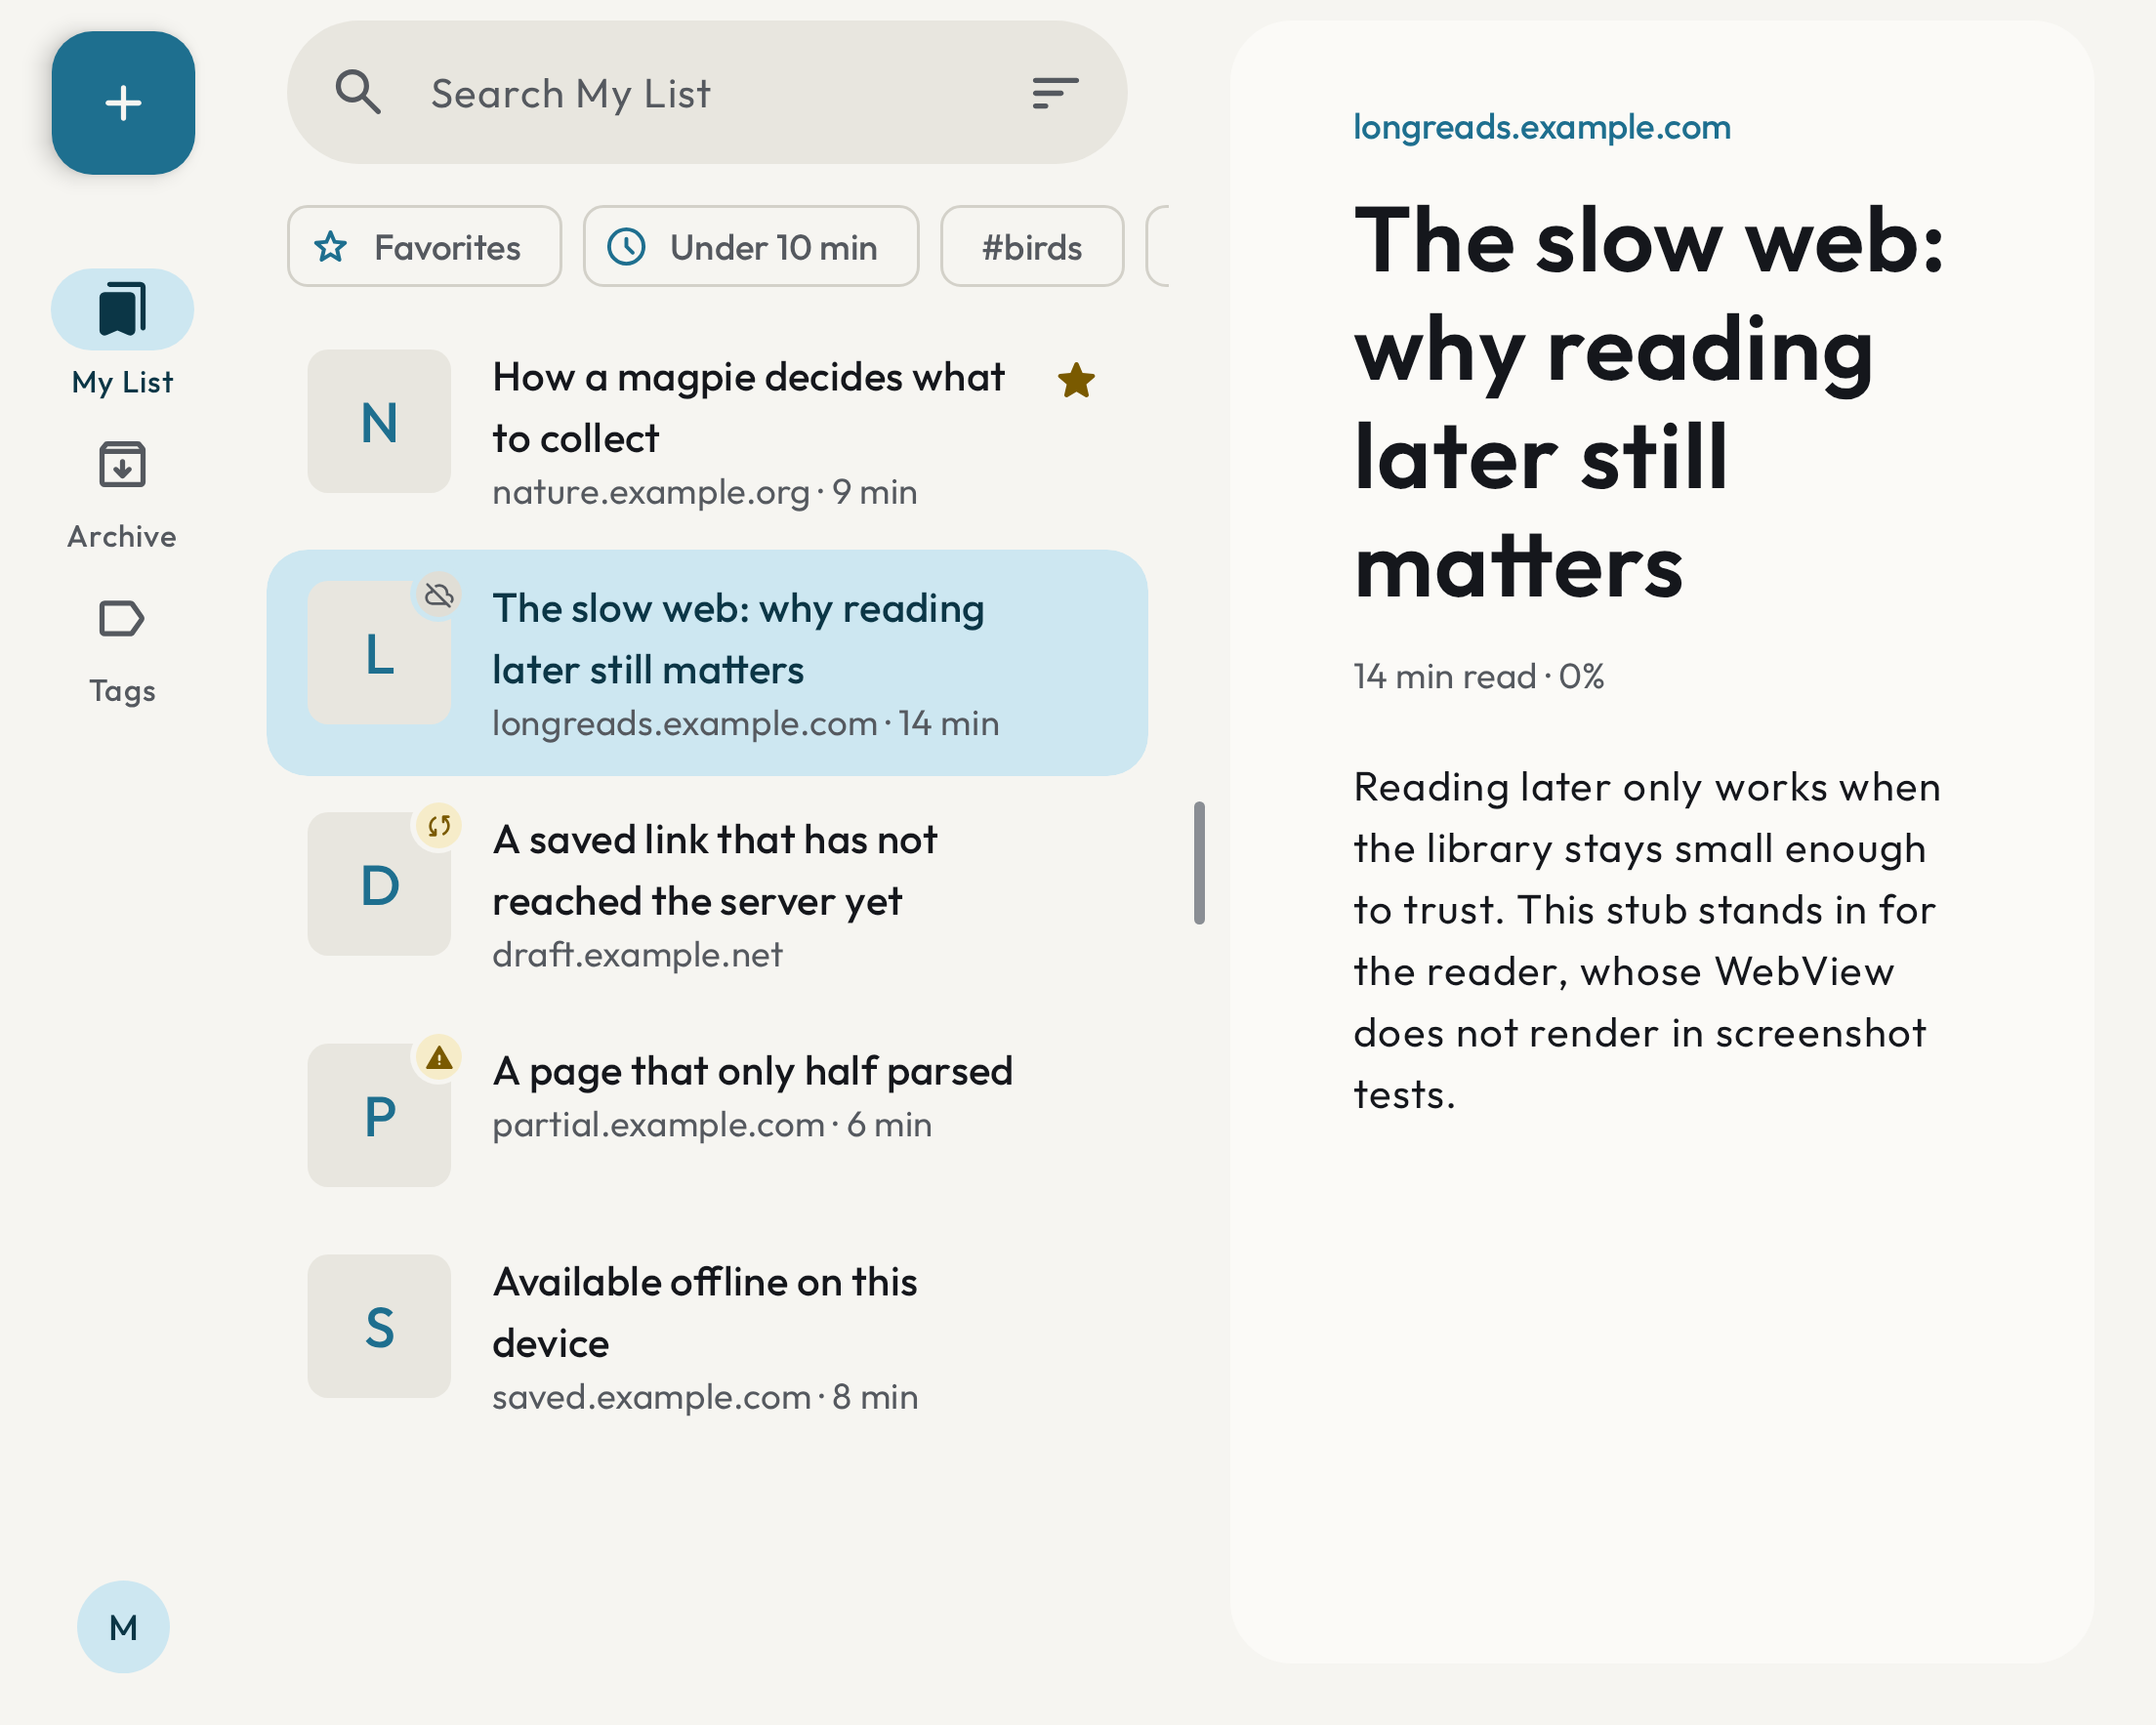 My List
Archive
Tags
M
Search My List
Favorites
Under 10 min
#birds
N
How a magpie decides what
to collect
nature.example.org · 9 min
L
The slow web: why reading
later still matters
longreads.example.com · 14 min
D
A saved link that has not
reached the server yet
draft.example.net
P
A page that only half parsed
partial.example.com · 6 min
S
Available offline on this
device
saved.example.com · 8 min
longreads.example.com
The slow web:
why reading
later still
matters
14 min read · 0%
Reading later only works when
the library stays small enough
to trust. This stub stands in for
the reader, whose WebView
does not render in screenshot
tests.